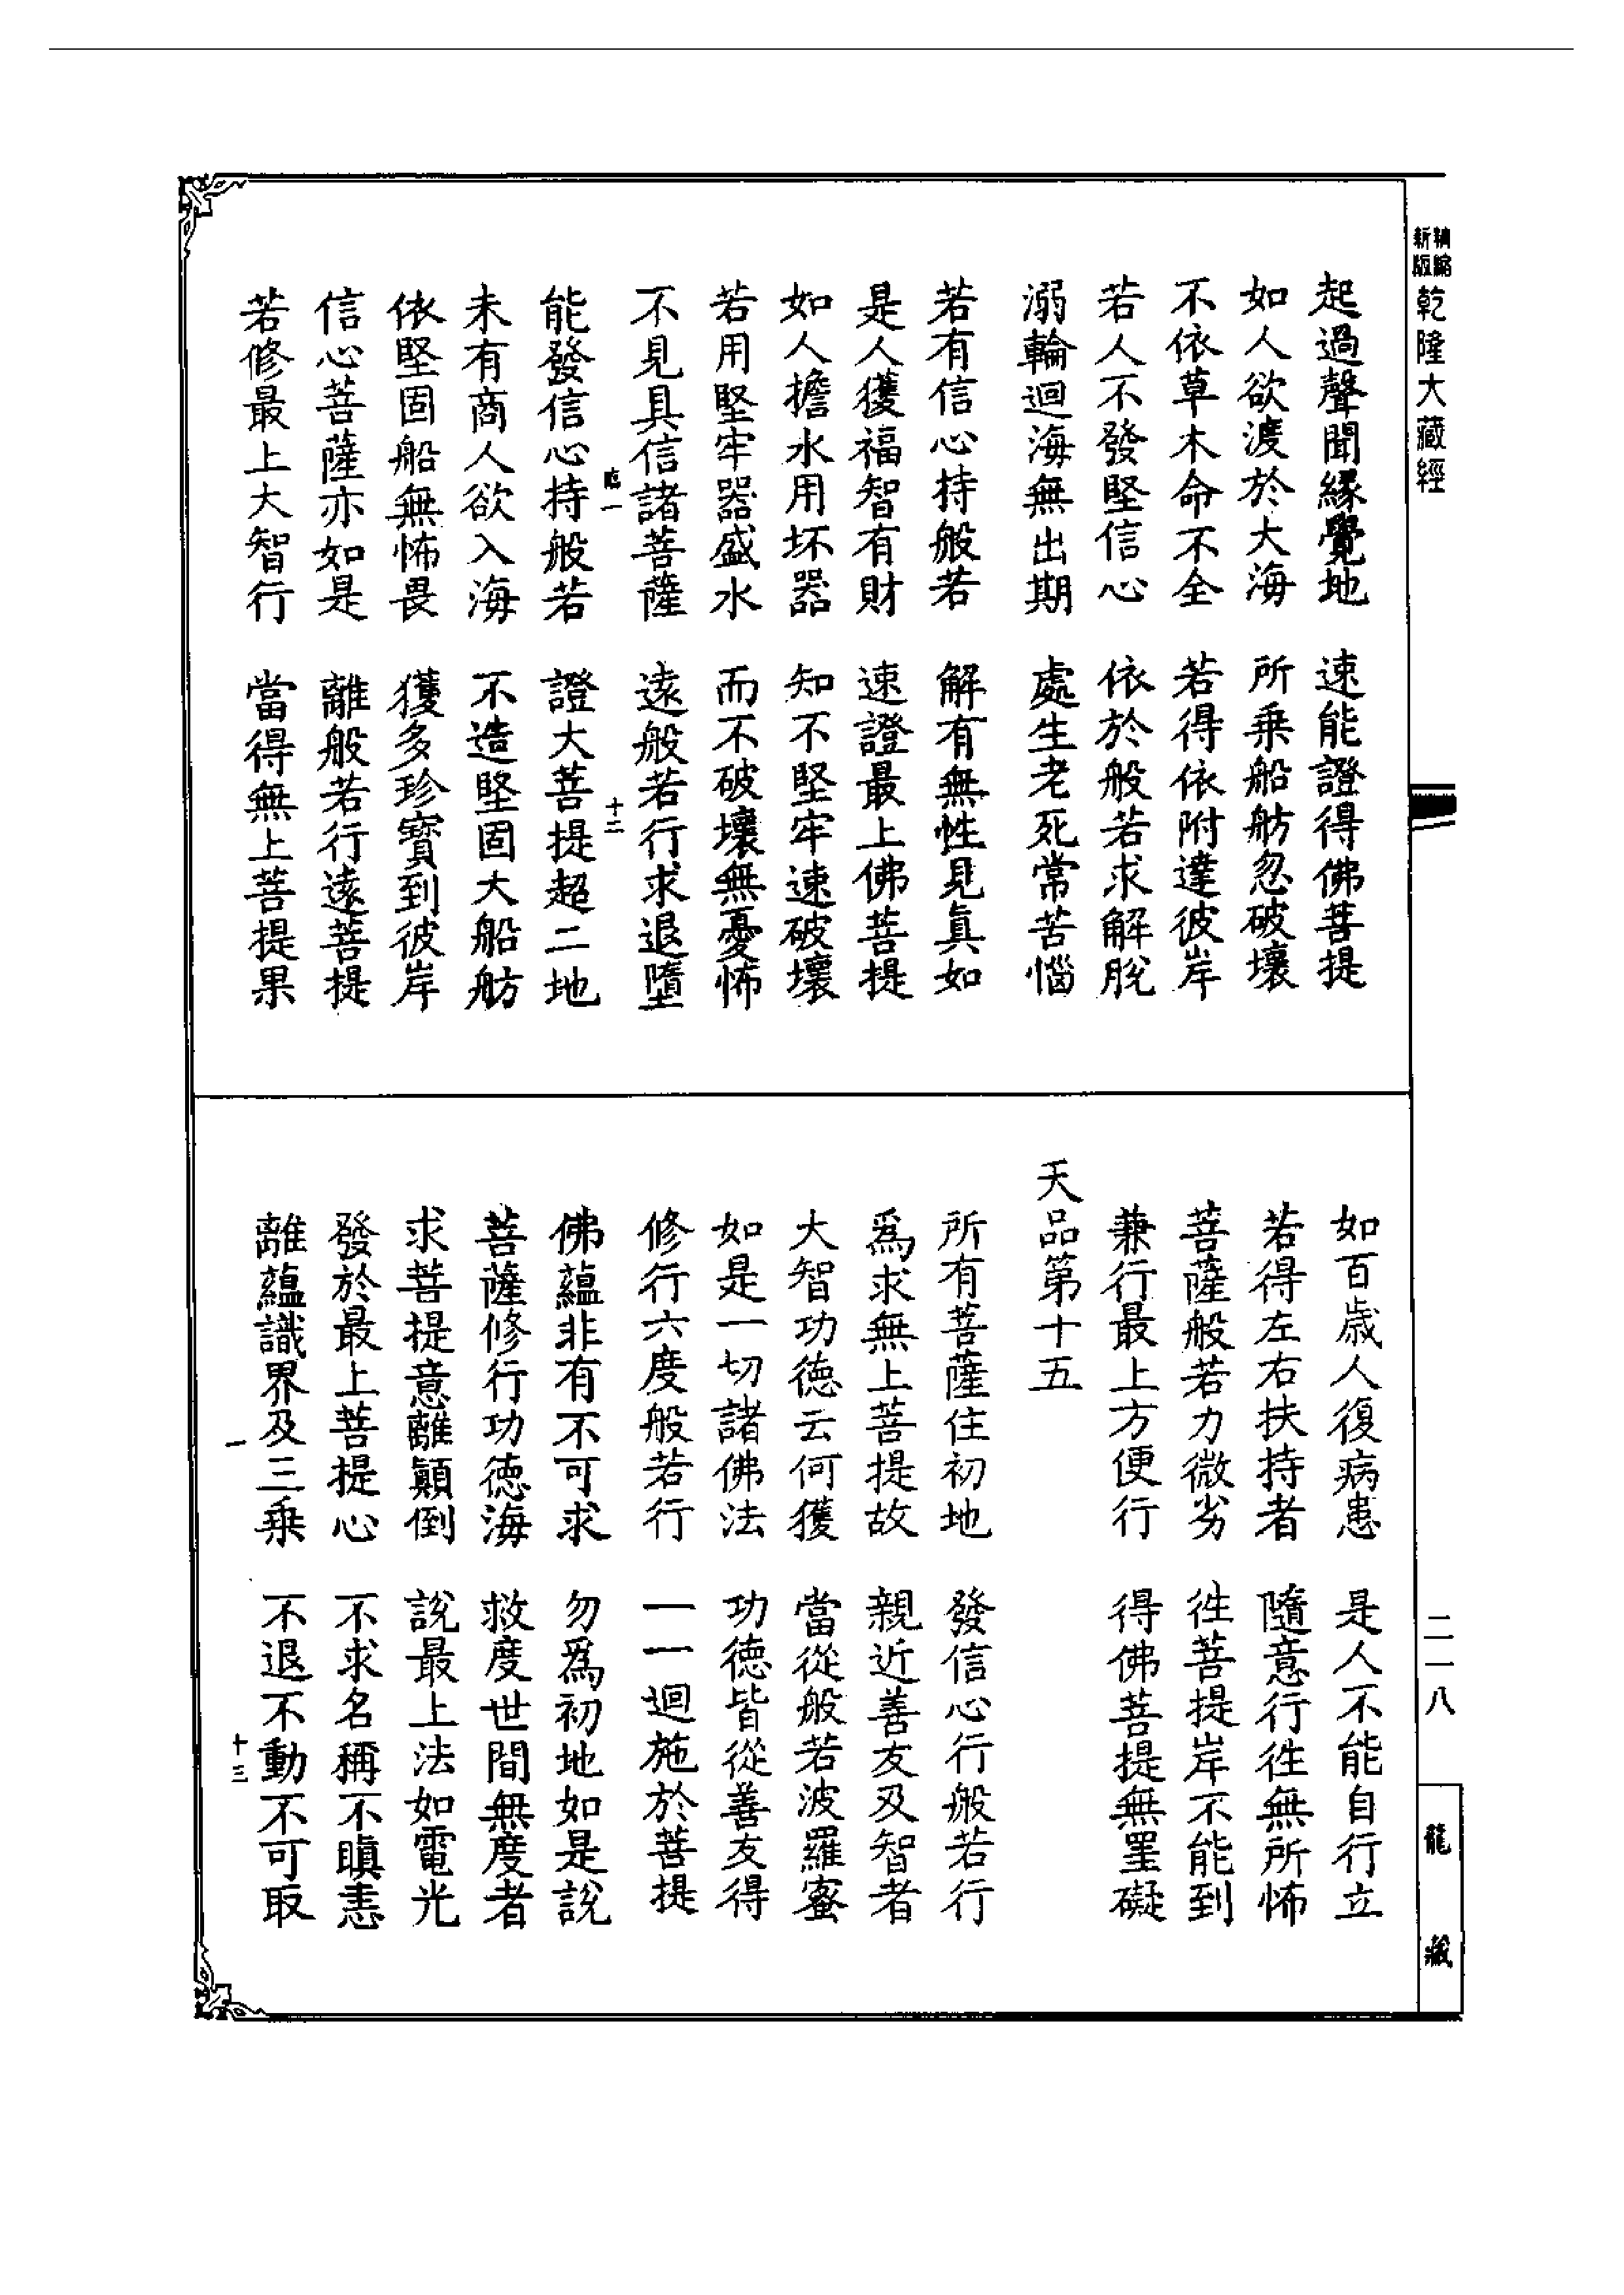 新版精縮
乾隆大藏經
起過聲聞緣覺地　速能證得佛菩提
如人欲渡於大海　所乘船舫忽破壞
不依草木命不全　若得依附達彼岸
若人不發堅信心　依於般若求解脫
溺輪迴海無出期　處生老死常苦惱
若有信心持般若　解有無性見真如
是人獲福智有財　速證最上佛菩提
如人擔水用坏器　知不堅牢速破壞
若用堅牢器盛水　而不破壞無憂怖
不見具信諸菩薩　遠般若行求退墮
一　十二
能發信心持般若　證大菩提超二地
未有商人欲入海　不造堅固大船舫
依堅固船無怖畏　獲多珍寶到彼岸
信心菩薩亦如是　離般若行遠菩提
若修最上大智行　當得無上菩提果
如百歲人復病患　是人不能自行立
若得左右扶持者　隨意行往無所怖
菩薩般若力微劣　往菩提岸不能到
兼行最上方便行　得佛菩提無罣礙
天品第十五
所有菩薩住初地　發信心行般若行
爲求無上菩提故　親近善友及智者
大智功德云何獲　當從般若波羅蜜
如是一切諸佛法　功德皆從善友得
修行六度般若行　一一迴施於菩提
佛蘊非有不可求　勿爲初地如是說
菩薩修行功德海　救度世間無度者
求菩提意離顛倒　說最上法如電光
發於最上菩提心　不求名稱不瞋恚
離蘊識界及三乘　不退不動不可取
一　十三
二一八
龍藏